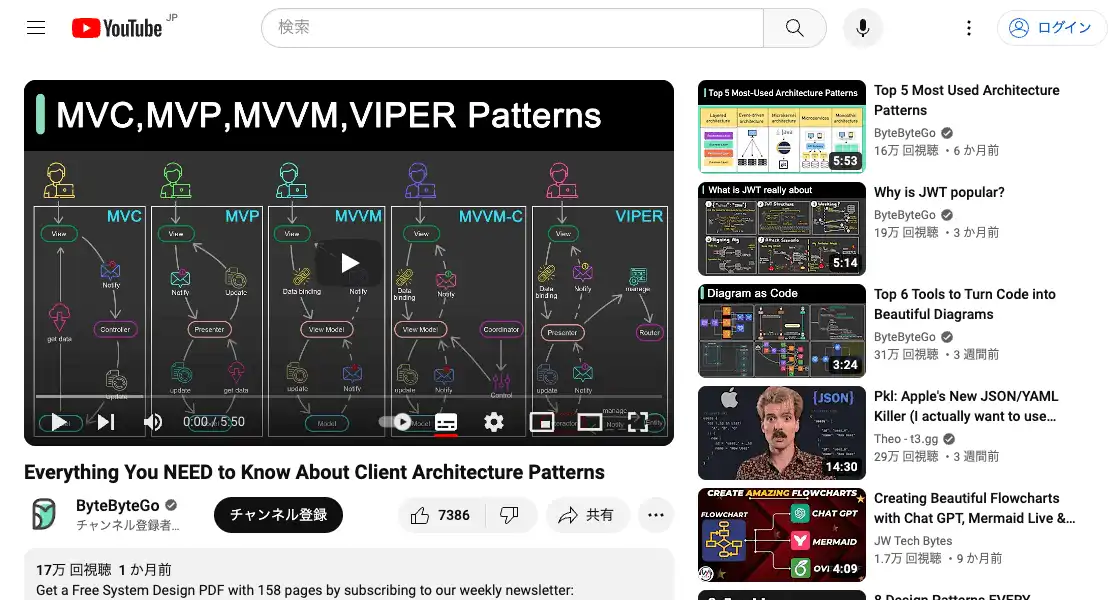 YouTube JP
検索
ログイン
MVC,MVP,MVVM,VIPER Patterns
MVC
MVP
MVVM
MVVM-C
VIPER
View
View
View
View
View
Notify
Notify
Update
Data binding
Notify
Data binding
Notify
Data binding
Notify
manage
get data
Controller
Presenter
View Model
View Model
Coordinator
Presenter
Router
Update
update
get data
update
Notify
update
Notify
Control
update
Notify
manage
Model
Model
Notify
0:00 / 5:50
Everything You NEED to Know About Client Architecture Patterns
ByteByteGo
チャンネル登録者...
チャンネル登録
7386
共有
17万 回視聴 1 か月前
Get a Free System Design PDF with 158 pages by subscribing to our weekly newsletter:
Top 5 Most-Used Architecture Patterns
Layered architecture
Event-driven architecture
Microkernel architecture
Microservices architecture
Monolithic architecture
5:53
Top 5 Most Used Architecture Patterns
ByteByteGo
16万 回視聴 ・6 か月前
What is JWT really about
5:14
Why is JWT popular?
ByteByteGo
19万 回視聴 ・3 か月前
Diagram as Code
3:24
Top 6 Tools to Turn Code into Beautiful Diagrams
ByteByteGo
31万 回視聴 ・3 週間前
{JSON}
14:30
Pkl: Apple's New JSON/YAML Killer (I actually want to use…
Theo - t3․gg
29万 回視聴 ・3 週間前
CREATE AMAZING FLOWCHARTS
FLOWCHART
CHAT GPT
MERMAID
4:09
Creating Beautiful Flowcharts with Chat GPT, Mermaid Live &…
JW Tech Bytes
1.7万 回視聴 ・9 か月前
8 Design Patterns EVERY